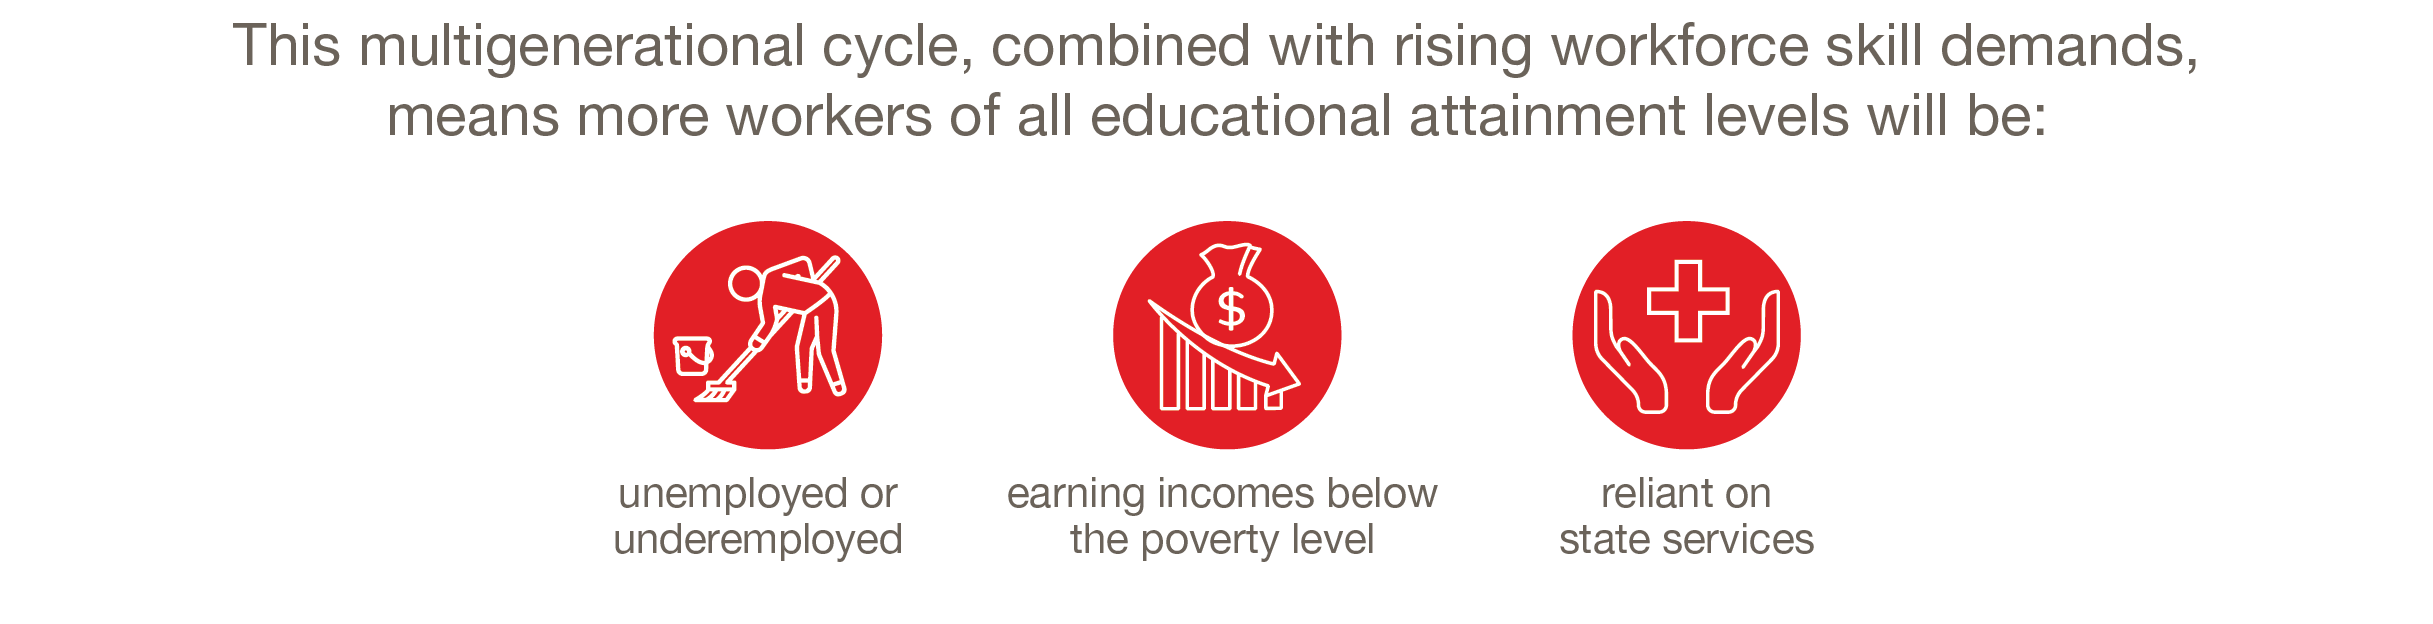 This multigenerational cycle, combined with rising workforce skill demands,
means more workers of all educational attainment levels will be:
$
unemployed or
underemployed
earning incomes below
the poverty level
reliant on
state services